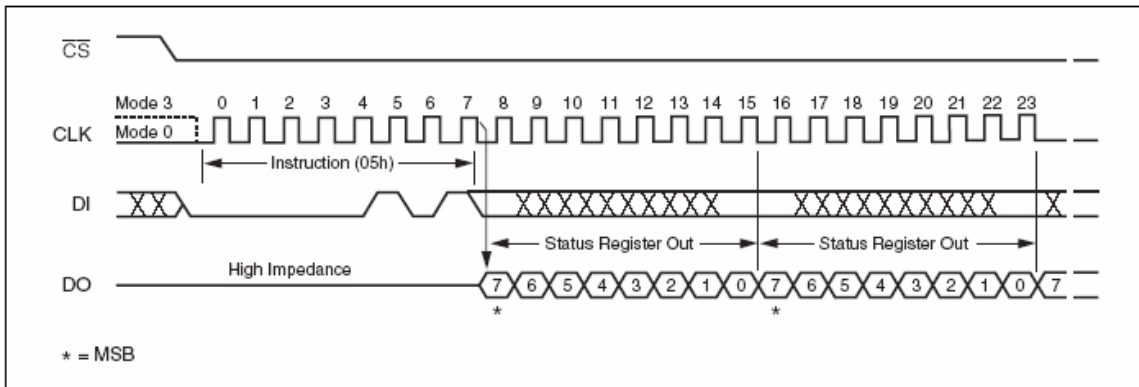 CS
Mode 3 0 1 2 3 4 5 6 7 8 9 10 11 12 13 14 15 16 17 18 19 20 21 22 23
CLK Mode 0
Instruction (05h)
DI
Status Register Out Status Register Out
High Impedance
DO 7 6 5 4 3 2 1 0 7 6 5 4 3 2 1 0 7
* *
* = MSB